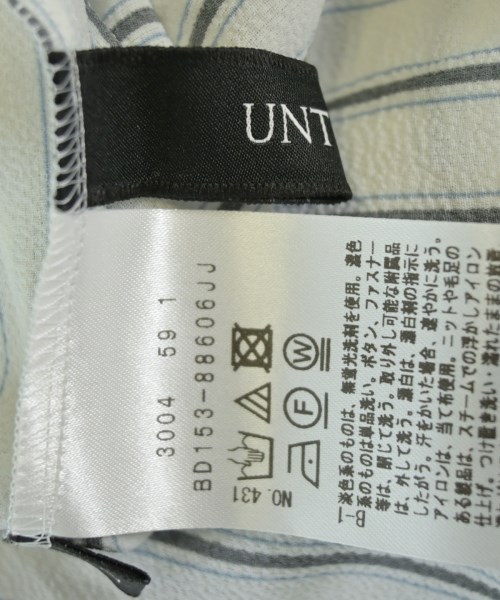 UNT
3004 59 1
BD153-88606JJ
NO. 431
F
W
淡色系のものは、無蛍光洗剤を使用。濃色
系のものは単品洗い。ボタン、ファスナー
等は、閉じて洗う。取り外し可能な附属品
は、外して洗う。漂白は、漂白剤の指示に
したがう。汗をかいた場合、速やかに洗う。
アイロンは、当て布使用。ニットや毛足の
ある製品は、スチームでの浮かしアイロン
仕上げ。つけ置き洗い・濡れたままの放置